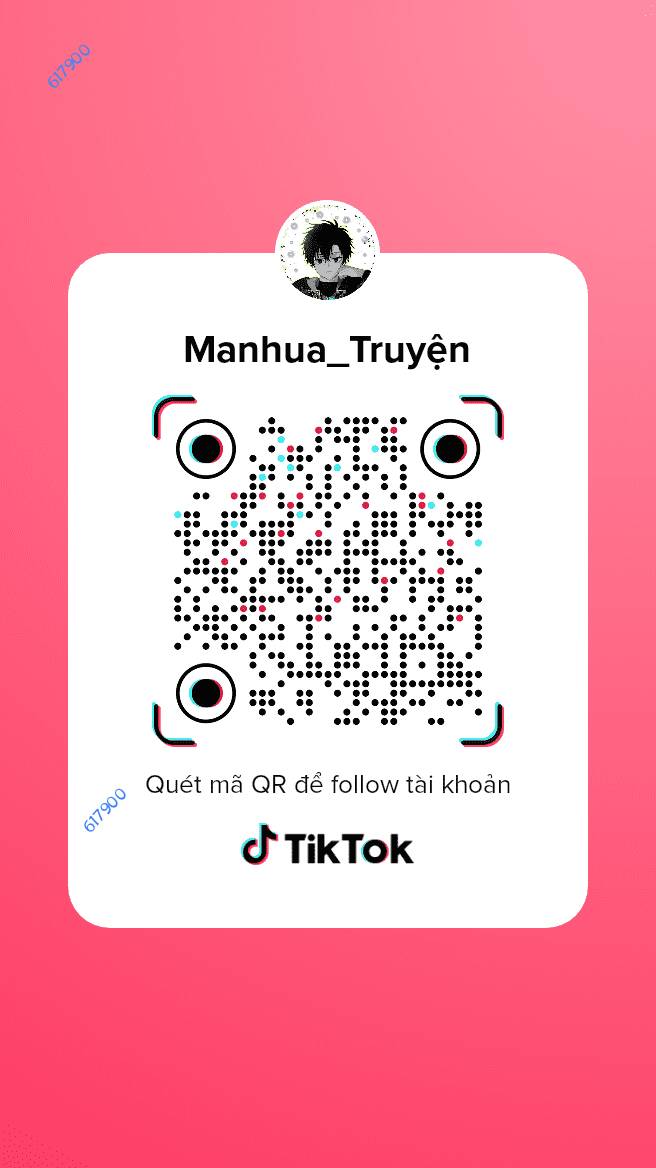 617900
Manhua_Truyện
Quét mã QR để follow tài khoản
617900
TikTok